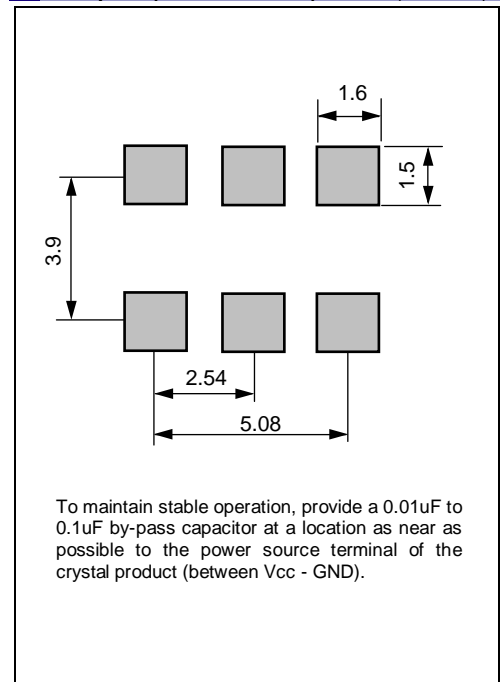 1.6
1.5
3.9
2.54
5.08
To maintain stable operation, provide a 0.01uF to
0.1uF by-pass capacitor at a location as near as
possible to the power source terminal of the
crystal product (between Vcc - GND).